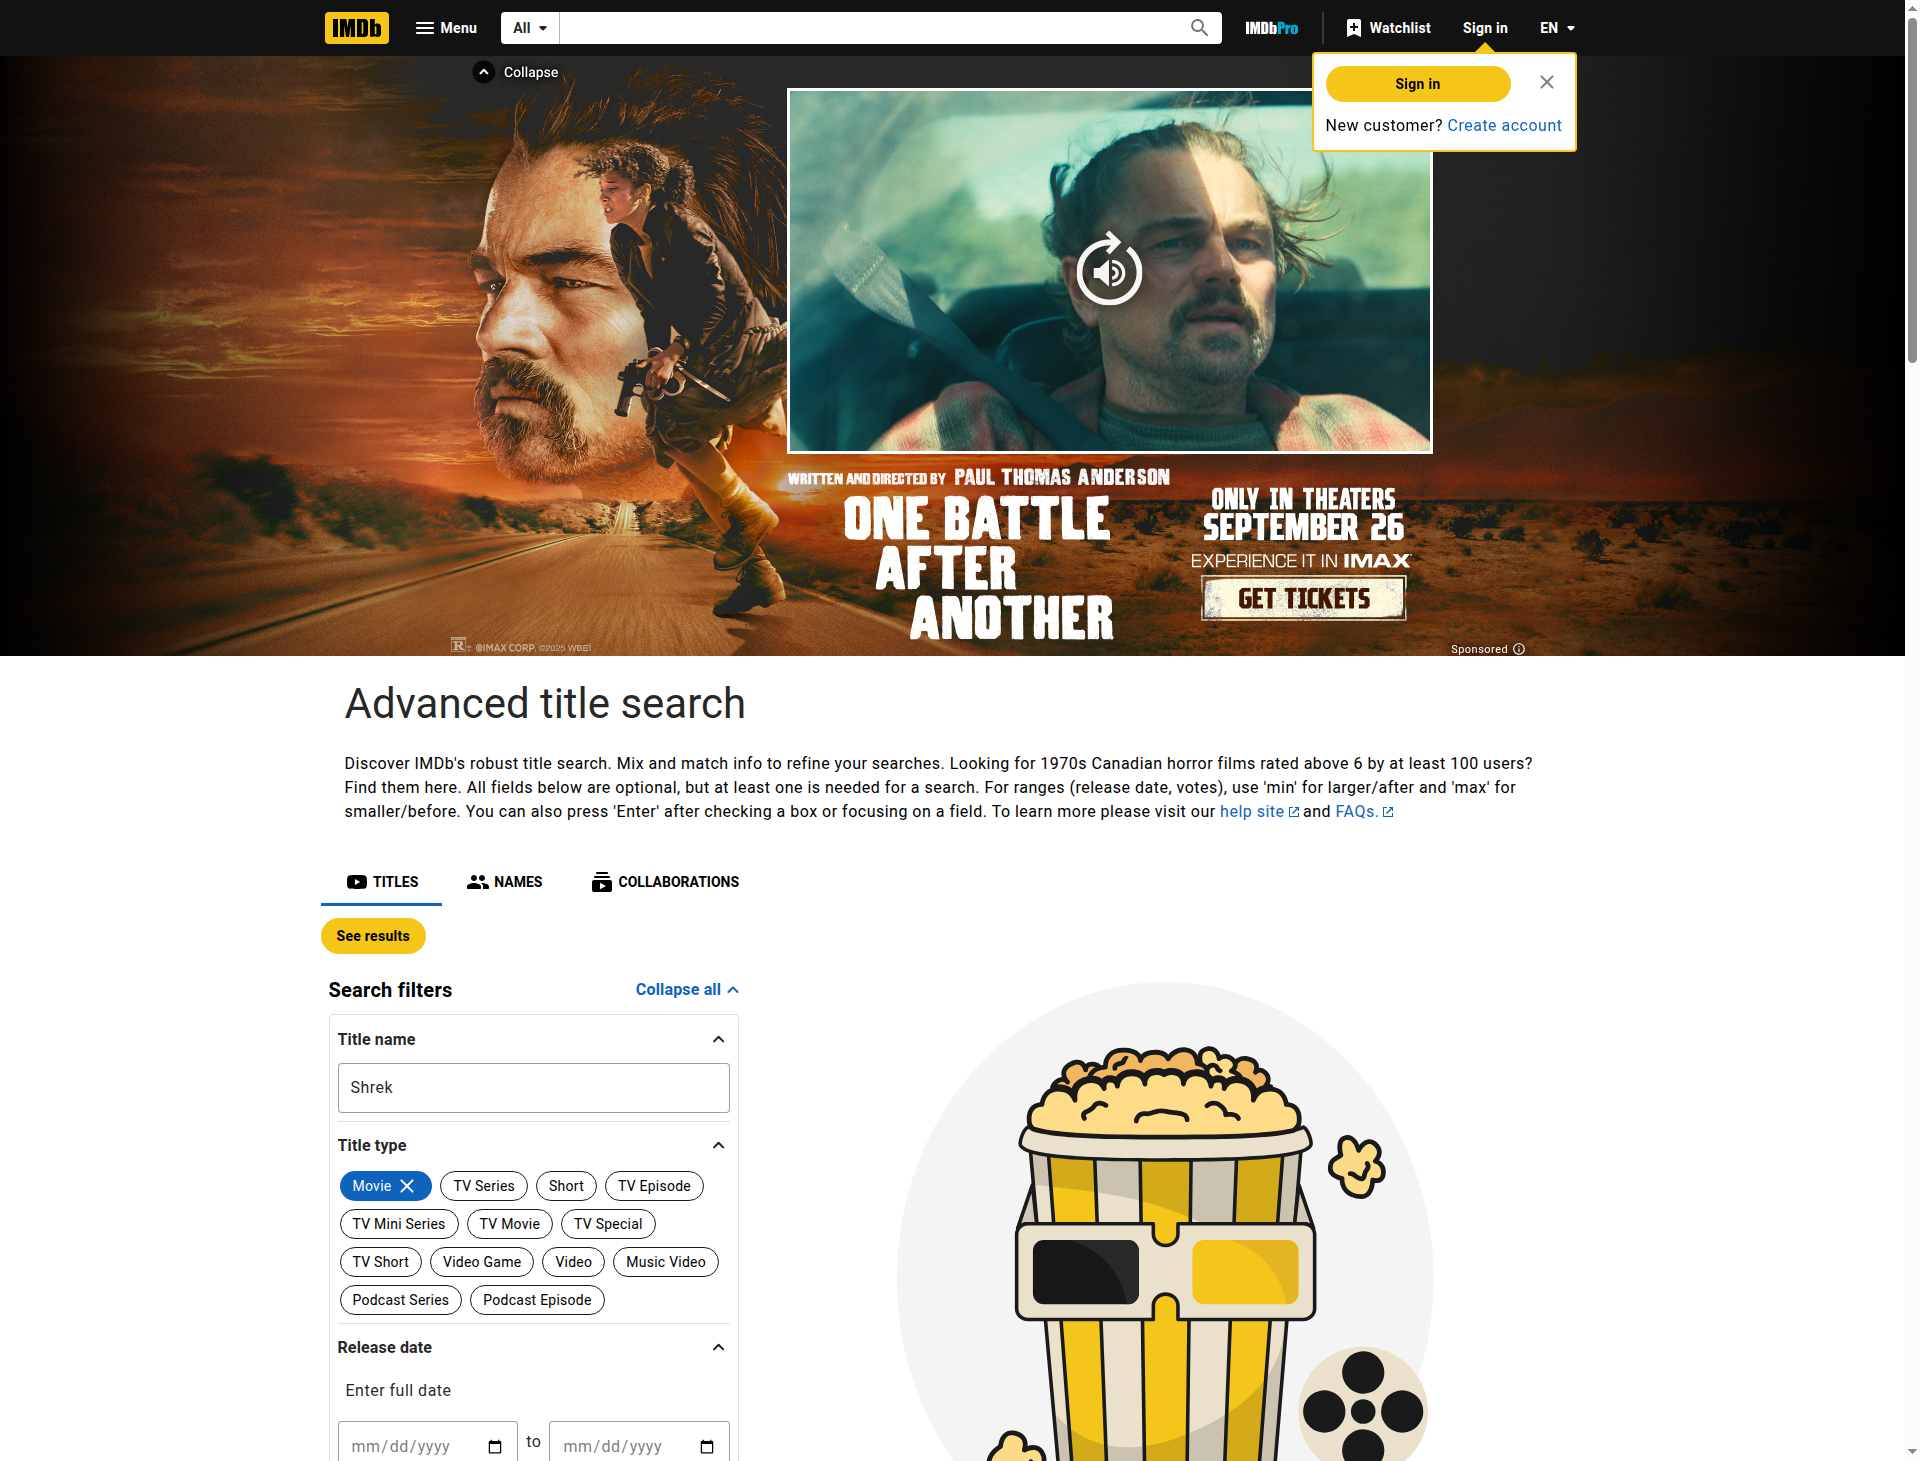 IMDb Menu All IMDbPro Watchlist Sign in EN
Collapse
Sign in
New customer? Create account
WRITTEN AND DIRECTED BY PAUL THOMAS ANDERSON
ONE BATTLE
AFTER
ANOTHER
ONLY IN THEATERS
SEPTEMBER 26
EXPERIENCE IT IN IMAX
GET TICKETS
R ©IMAX CORP. ©2025 WBEI
Sponsored
Advanced title search
Discover IMDb's robust title search. Mix and match info to refine your searches. Looking for 1970s Canadian horror films rated above 6 by at least 100 users?
Find them here. All fields below are optional, but at least one is needed for a search. For ranges (release date, votes), use 'min' for larger/after and 'max' for
smaller/before. You can also press 'Enter' after checking a box or focusing on a field. To learn more please visit our help site and FAQs.
TITLES NAMES COLLABORATIONS
See results
Search filters Collapse all
Title name
Shrek
Title type
Movie TV Series Short TV Episode
TV Mini Series TV Movie TV Special
TV Short Video Game Video Music Video
Podcast Series Podcast Episode
Release date
Enter full date
mm/dd/yyyy to mm/dd/yyyy